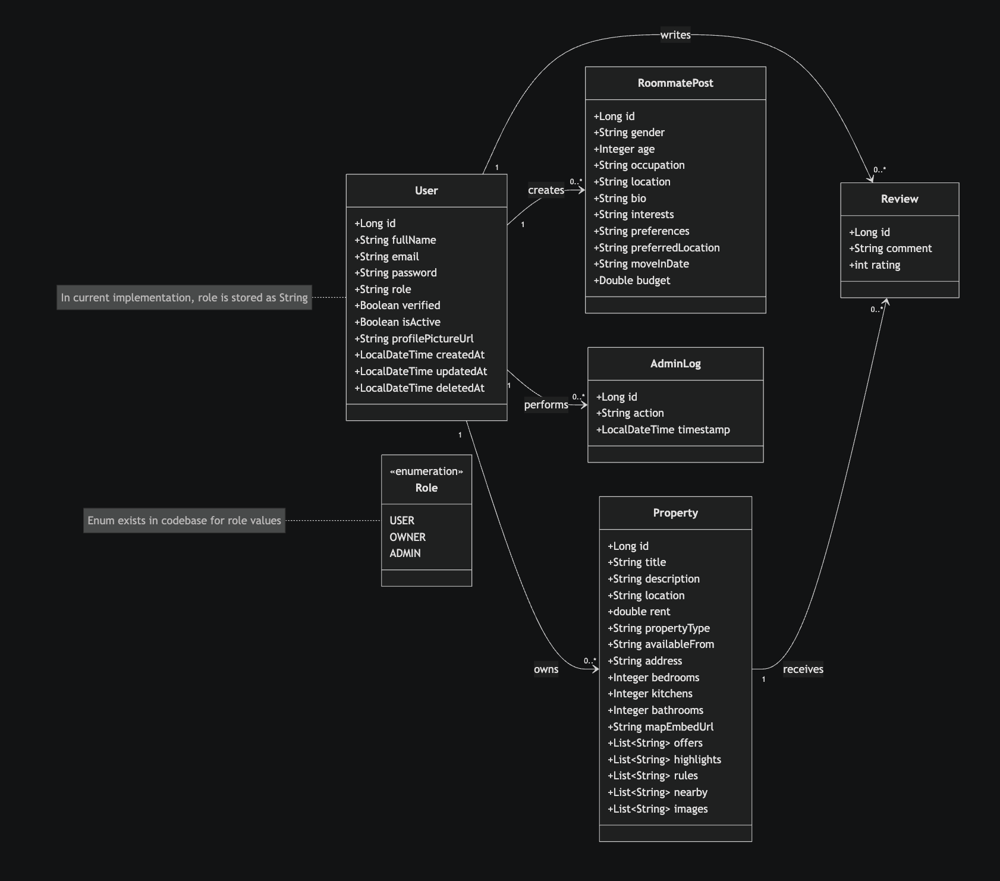 writes
RoommatePost
+Long id
+String gender
+Integer age
+String occupation
+String location
+String bio
+String interests
+String preferences
+String preferredLocation
+String moveInDate
+Double budget
1
0..*
creates
0..*
1
User
+Long id
+String fullName
+String email
+String password
+String role
+Boolean verified
+Boolean isActive
+String profilePictureUrl
+LocalDateTime createdAt
+LocalDateTime updatedAt
+LocalDateTime deletedAt
Review
+Long id
+String comment
+int rating
0..*
In current implementation, role is stored as String
1
performs
0..*
AdminLog
+Long id
+String action
+LocalDateTime timestamp
1
«enumeration»
Role
USER
OWNER
ADMIN
Enum exists in codebase for role values
owns
0..*
Property
+Long id
+String title
+String description
+String location
+double rent
+String propertyType
+String availableFrom
+String address
+Integer bedrooms
+Integer kitchens
+Integer bathrooms
+String mapEmbedUrl
+List<String> offers
+List<String> highlights
+List<String> rules
+List<String> nearby
+List<String> images
1
receives